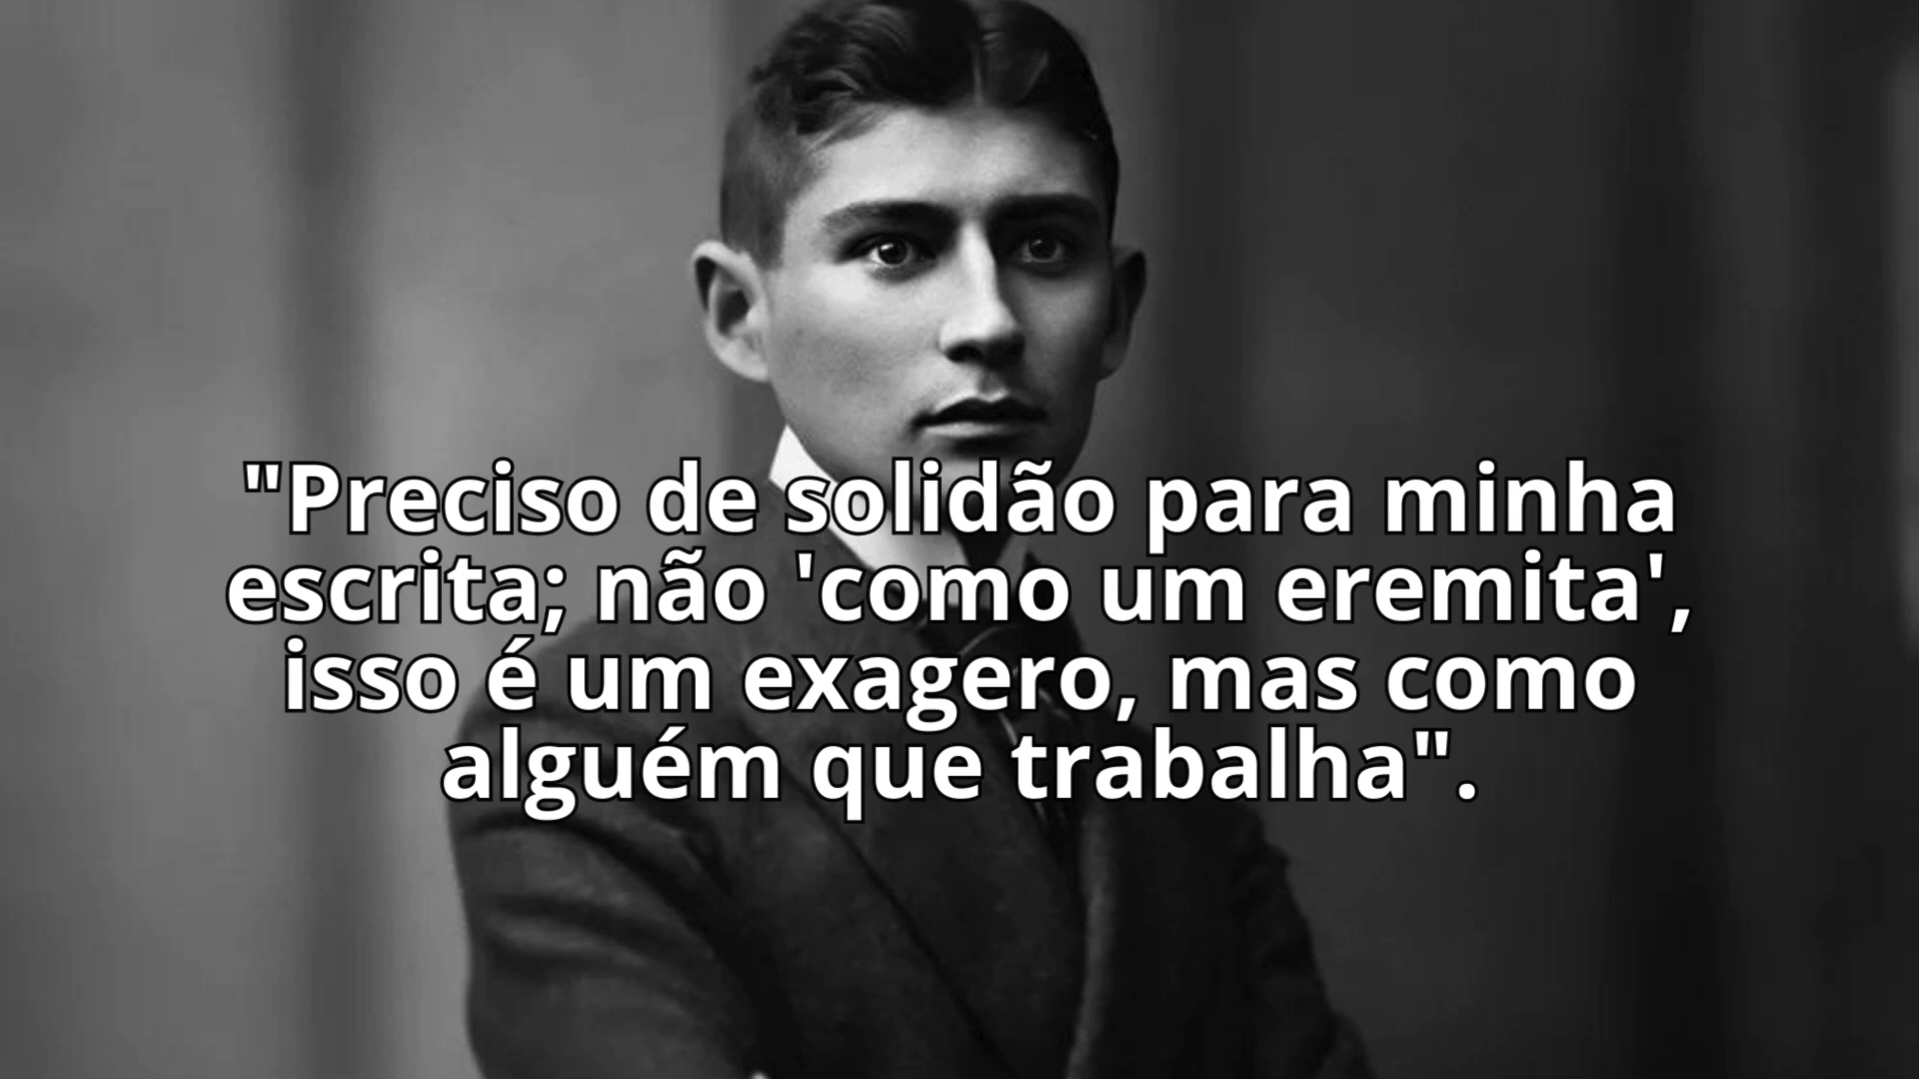 "Preciso de solidão para minha
escrita; não 'como um eremita',
isso é um exagero, mas como
alguém que trabalha".